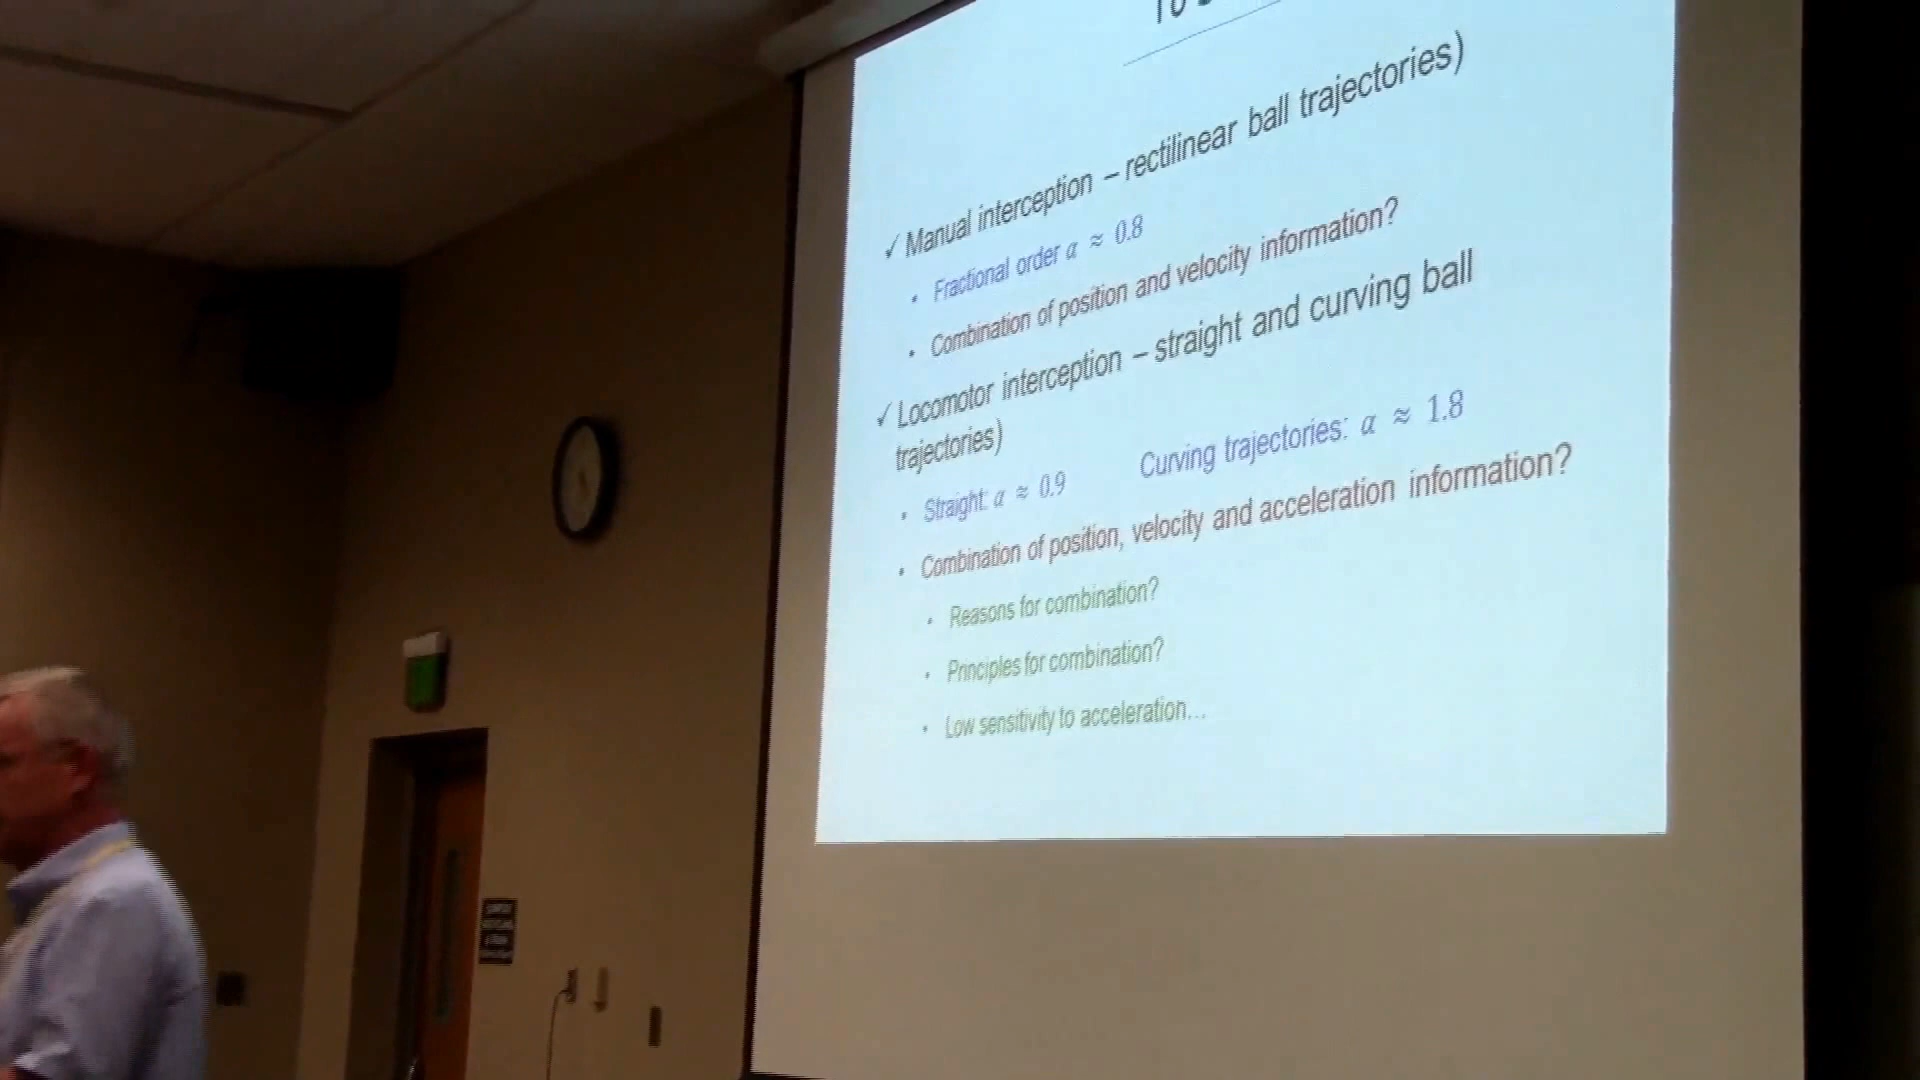 To
✓ Manual interception – rectilinear ball trajectories)
• Fractional order α ≈ 0.8
• Combination of position and velocity information?
✓ Locomotor interception – straight and curving ball
trajectories)
• Straight: α ≈ 0.9 Curving trajectories: α ≈ 1.8
• Combination of position, velocity and acceleration information?
• Reasons for combination?
• Principles for combination?
• Low sensitivity to acceleration…